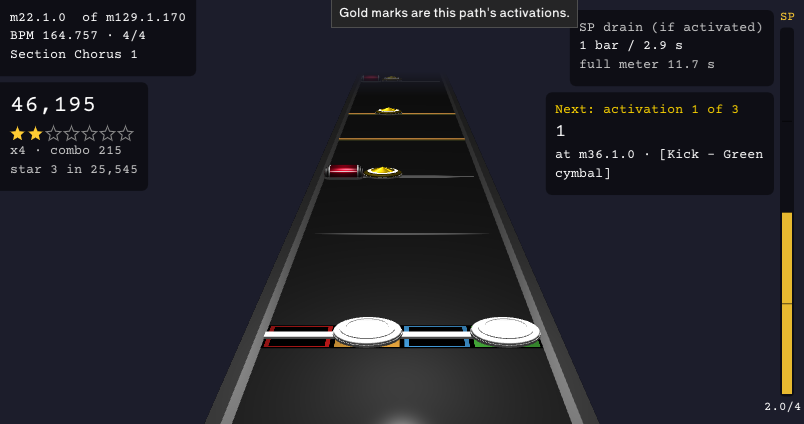 Gold marks are this path's activations.
m22.1.0 of m129.1.170
BPM 164.757 · 4/4
Section Chorus 1
46,195
x4 · combo 215
star 3 in 25,545
SP drain (if activated)
1 bar / 2.9 s
full meter 11.7 s
Next: activation 1 of 3
1
at m36.1.0 · [Kick - Green
cymbal]
SP
2.0/4